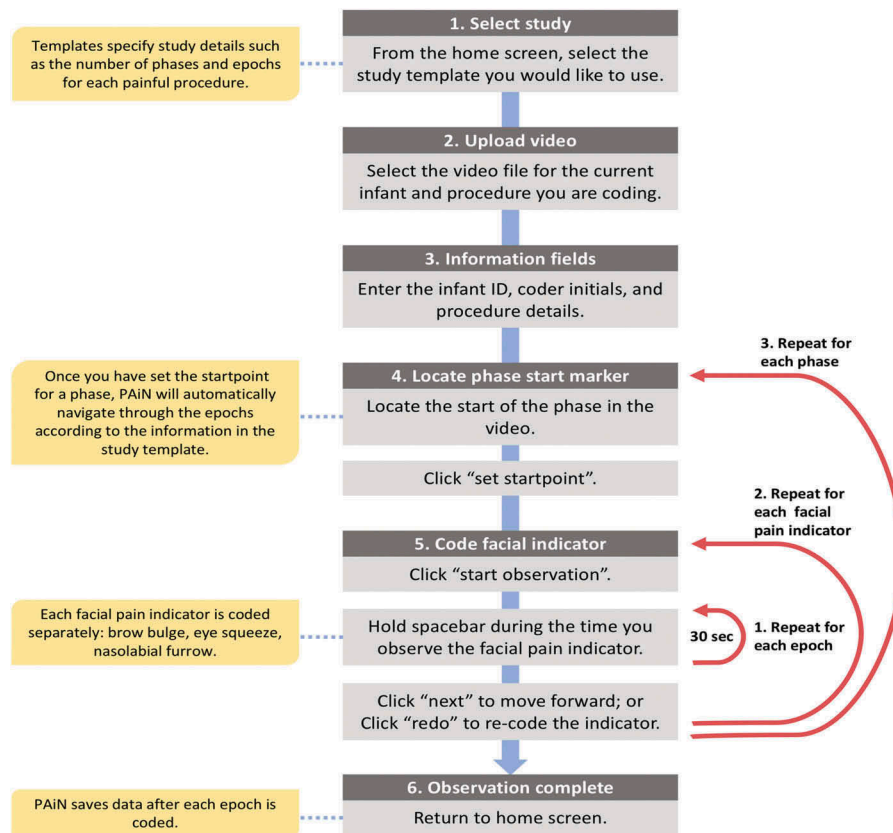 1. Select study
Templates specify study details such
as the number of phases and epochs
for each painful procedure.
From the home screen, select the
study template you would like to use.
2. Upload video
Select the video file for the current
infant and procedure you are coding.
3. Information fields
Enter the infant ID, coder initials, and
procedure details.
3. Repeat for
each phase
4. Locate phase start marker
Once you have set the startpoint
for a phase, PAiN will automatically
navigate through the epochs
according to the information in the
study template.
Locate the start of the phase in the
video.
Click “set startpoint”.
2. Repeat for
each facial
pain indicator
5. Code facial indicator
Click “start observation”.
Each facial pain indicator is coded
separately: brow bulge, eye squeeze,
nasolabial furrow.
Hold spacebar during the time you
observe the facial pain indicator.
30 sec
1. Repeat for
each epoch
Click “next” to move forward; or
Click “redo” to re-code the indicator.
6. Observation complete
PAiN saves data after each epoch is
coded.
Return to home screen.